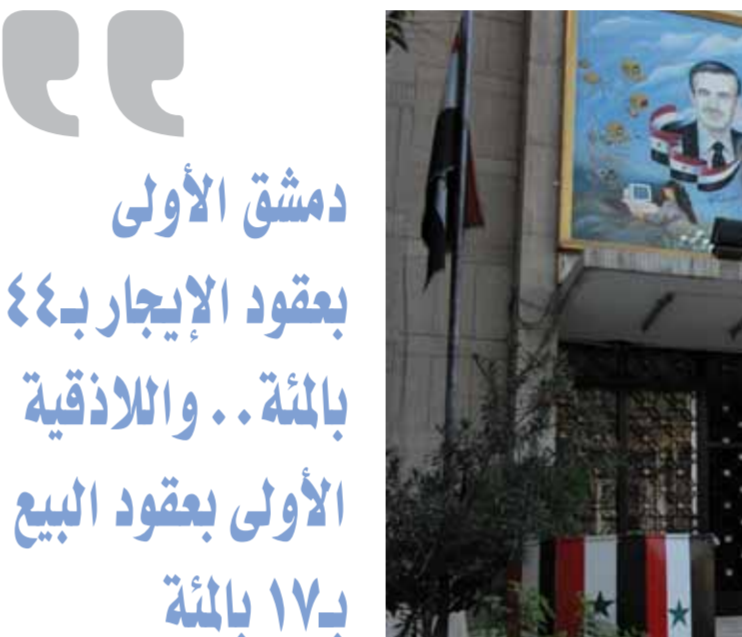 دمشق الأولى
بعقود الإيجار بـ٤٤
بالمئة . . واللاذقية
الأولى بعقود البيع
بـ١٧ بالمئة